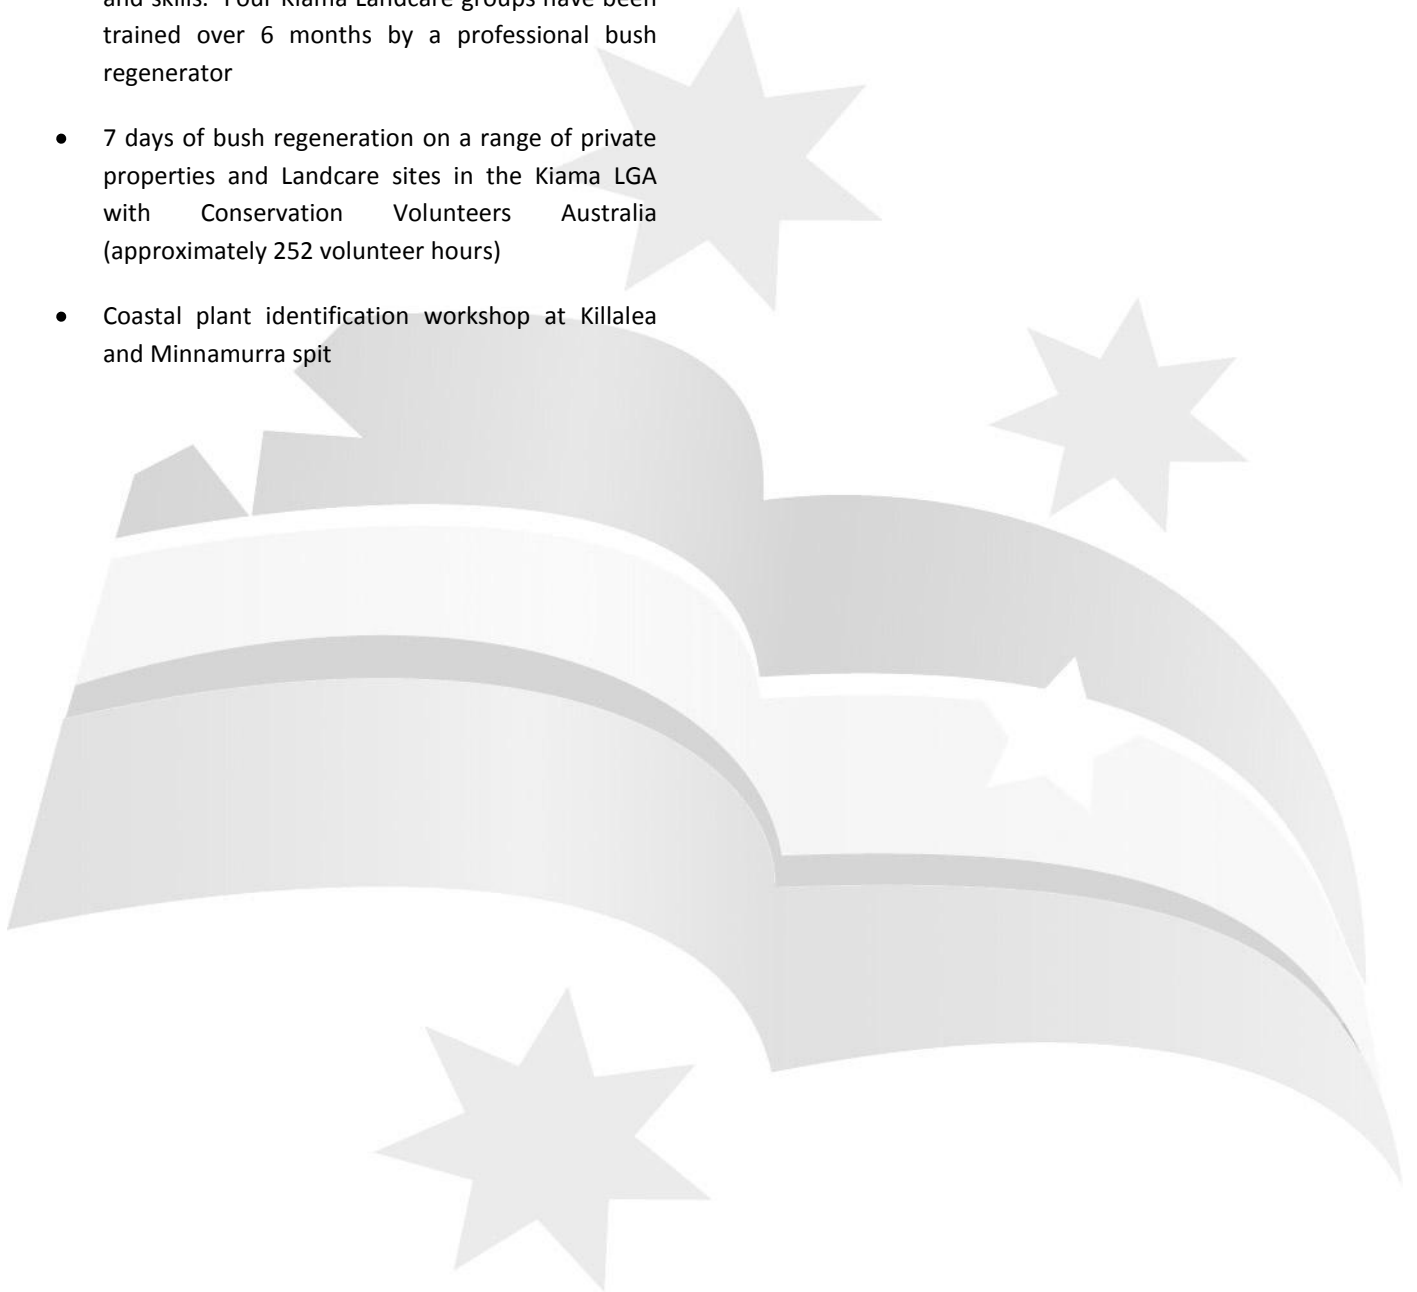 and skills. Four Kiama Landcare groups have been
trained over 6 months by a professional bush
regenerator
• 7 days of bush regeneration on a range of private
properties and Landcare sites in the Kiama LGA
with Conservation Volunteers Australia
(approximately 252 volunteer hours)
• Coastal plant identification workshop at Killalea
and Minnamurra spit